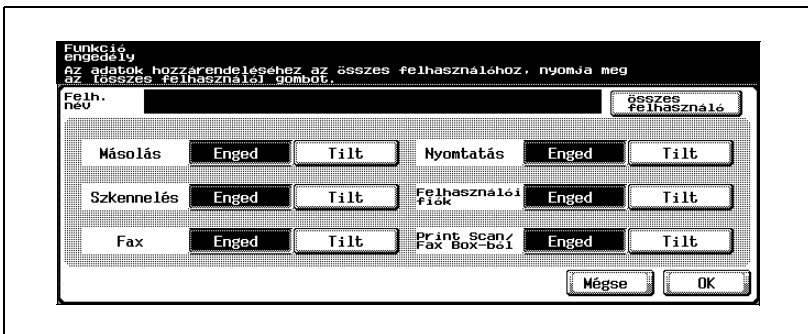 Funkció
engedély
Az adatok hozzárendeléséhez az összes felhasználóhoz, nyomja meg
az [összes felhasználó] gombot.
Felh.
név
összes
felhasználó
Másolás Enged Tilt Nyomtatás Enged Tilt
Szkennelés Enged Tilt Felhasználói
fiók Enged Tilt
Fax Enged Tilt Print Scan/
Fax Box-ból Enged Tilt
Mégse OK